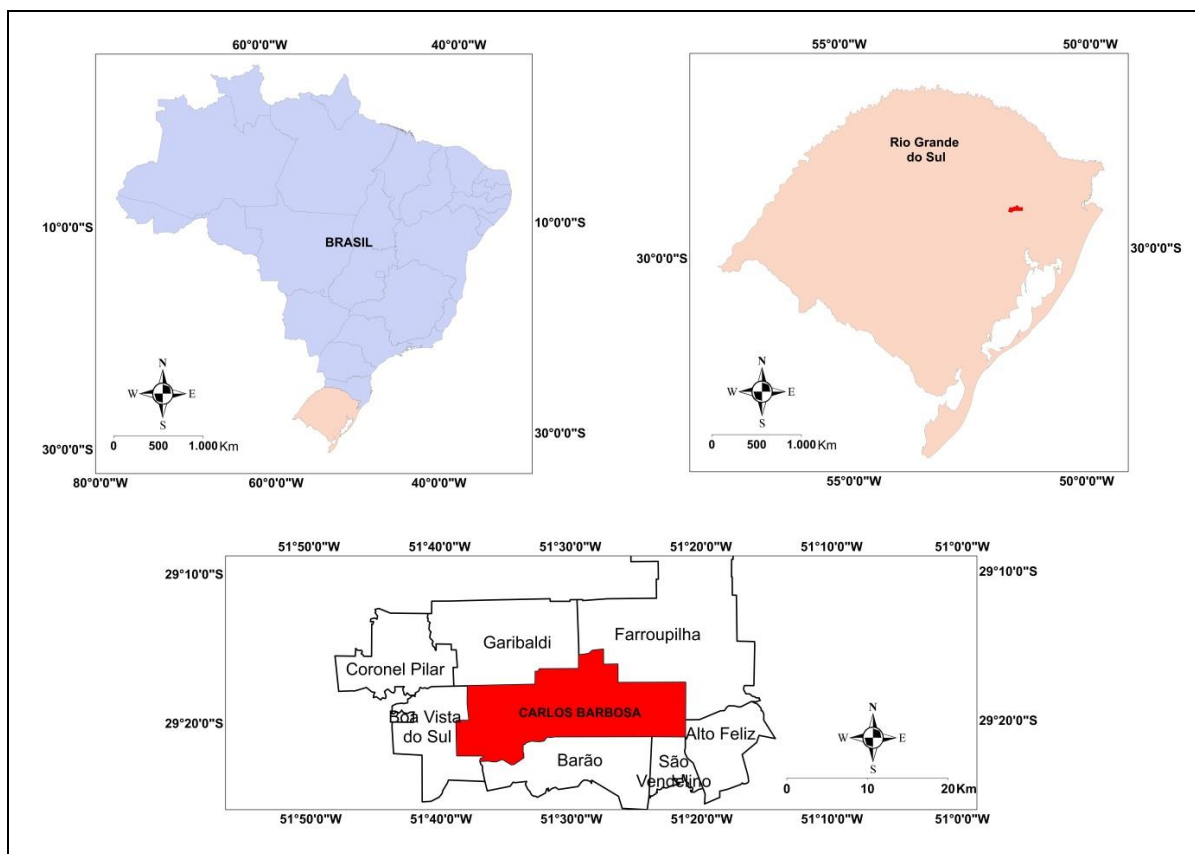 60°0'0"W 40°0'0"W
10°0'0"S 10°0'0"S
BRASIL
N
W E
S
0 500 1.000 Km
30°0'0"S 30°0'0"S
80°0'0"W 60°0'0"W 40°0'0"W
55°0'0"W 50°0'0"W
Rio Grande
do Sul
30°0'0"S 30°0'0"S
N
W E
S
0 500 1.000 Km
55°0'0"W 50°0'0"W
51°50'0"W 51°40'0"W 51°30'0"W 51°20'0"W 51°10'0"W 51°0'0"W
29°10'0"S 29°10'0"S
Garibaldi
Farroupilha
Coronel Pilar
29°20'0"S 29°20'0"S
Boa Vista
do Sul
CARLOS BARBOSA
Alto Feliz
Barão
São
Vendelino
N
W E
S
0 10 20 Km
51°50'0"W 51°40'0"W 51°30'0"W 51°20'0"W 51°10'0"W 51°0'0"W